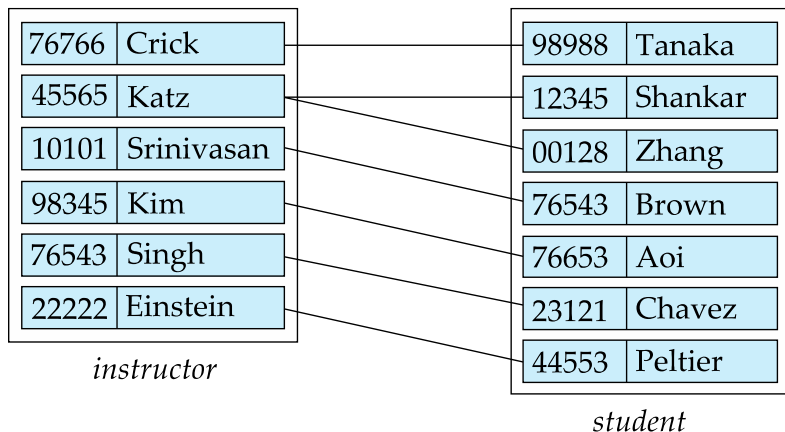 76766 Crick
45565 Katz
10101 Srinivasan
98345 Kim
76543 Singh
22222 Einstein
instructor
98988 Tanaka
12345 Shankar
00128 Zhang
76543 Brown
76653 Aoi
23121 Chavez
44553 Peltier
student